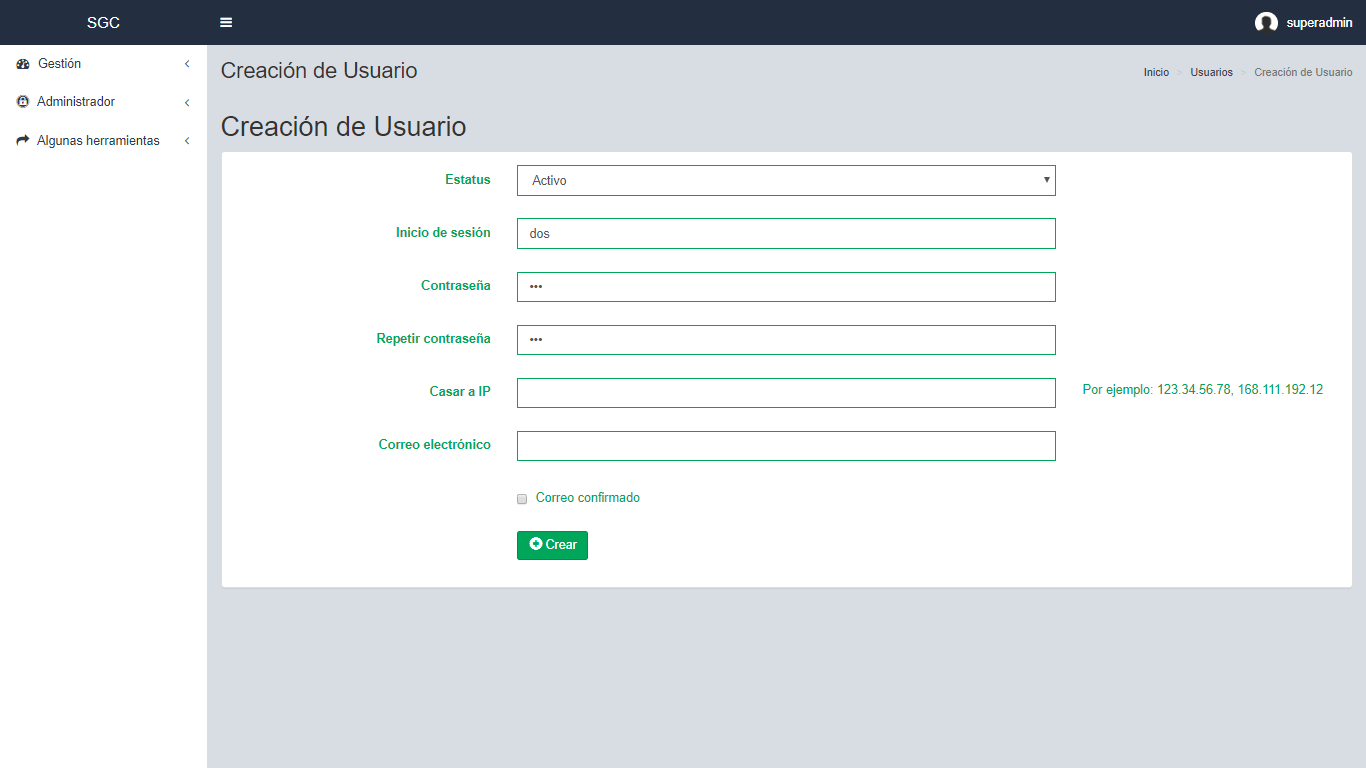 SGC
superadmin
Gestión
Administrador
Algunas herramientas
Creación de Usuario
Inicio > Usuarios > Creación de Usuario
Creación de Usuario
Estatus
Activo
Inicio de sesión
dos
Contraseña
•••
Repetir contraseña
•••
Casar a IP
Por ejemplo: 123.34.56.78, 168.111.192.12
Correo electrónico
Correo confirmado
Crear